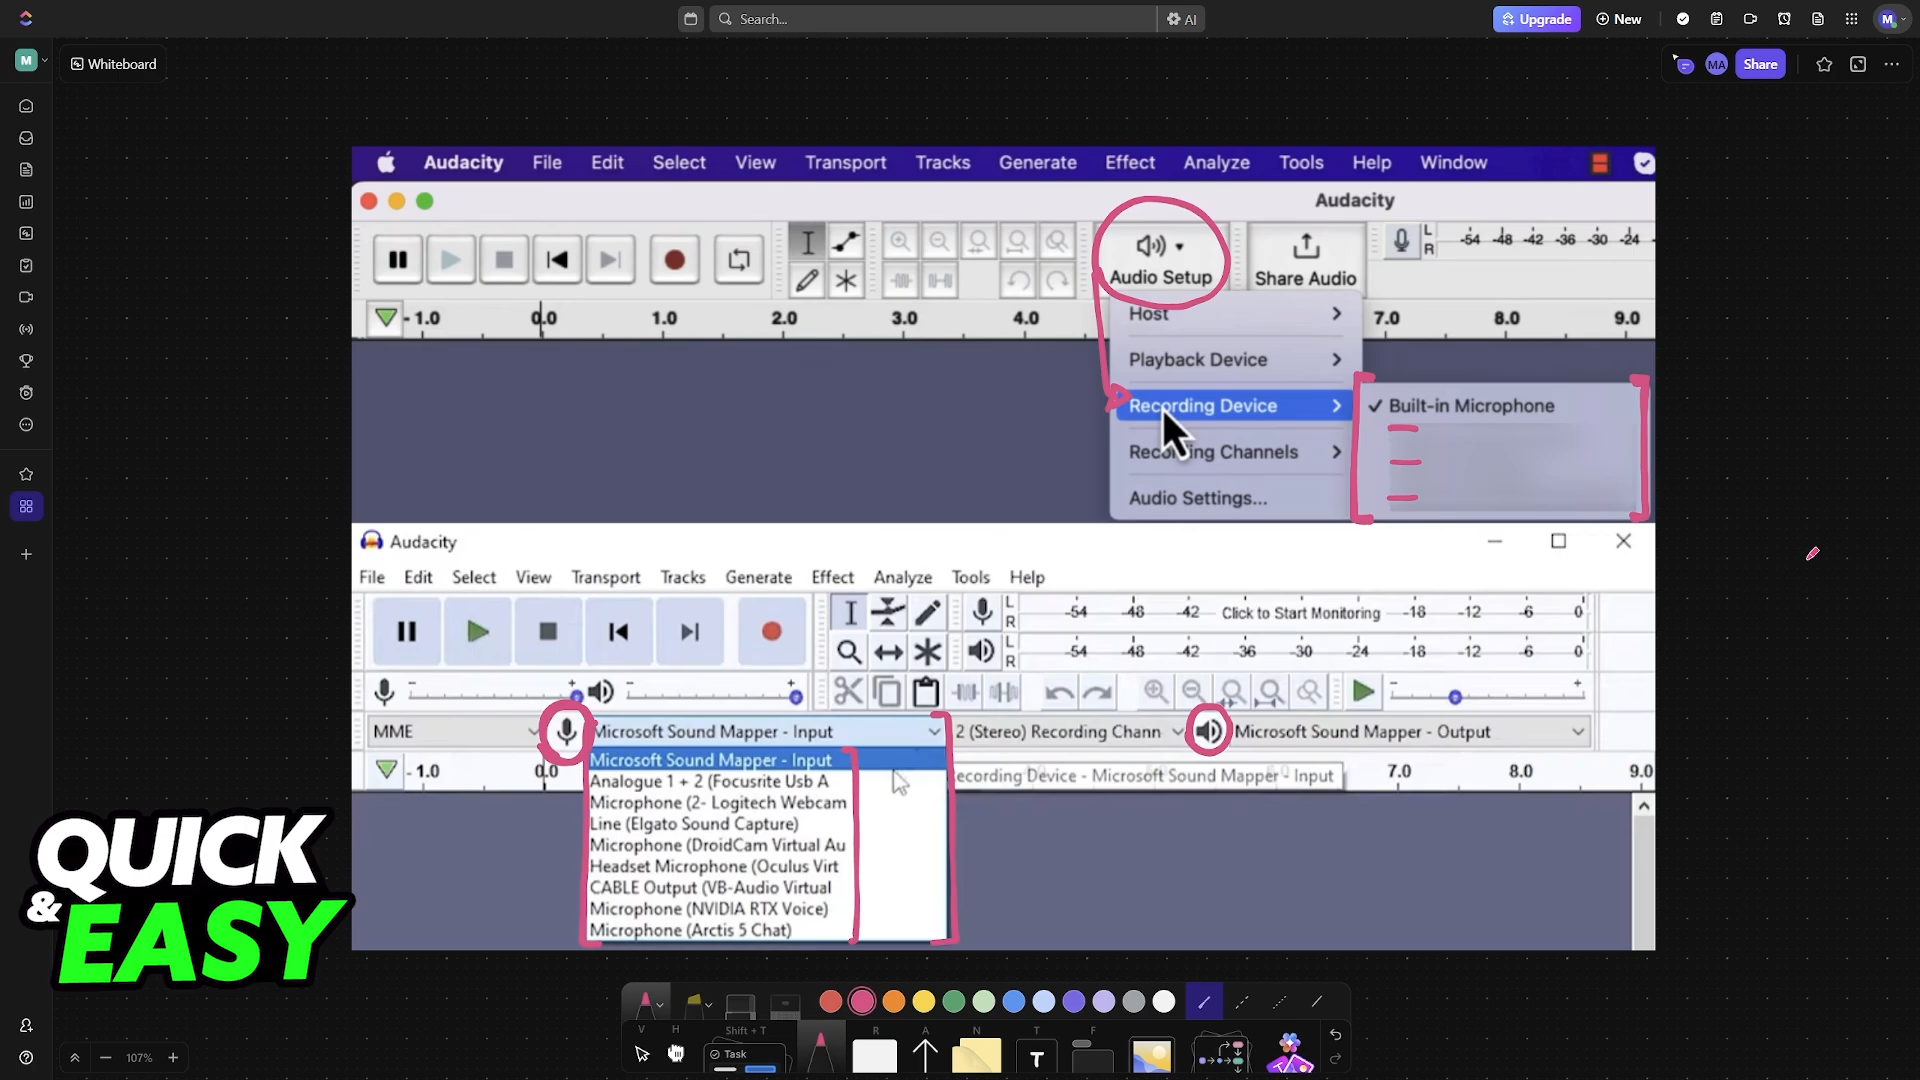 Search...
AI
Upgrade
New
M
M
Whiteboard
MA
Share
Audacity File Edit Select View Transport Tracks Generate Effect Analyze Tools Help Window
Audacity
L
R
-54 -48 -42 -36 -30 -24
Audio Setup
Share Audio
-1.0 0.0 1.0 2.0 3.0 4.0 7.0 8.0 9.0
Host
Playback Device
Recording Device
Built-in Microphone
Recording Channels
Audio Settings...
Audacity
File Edit Select View Transport Tracks Generate Effect Analyze Tools Help
L
R
-54 -48 -42 Click to Start Monitoring -18 -12 -6 0
L
R
-54 -48 -42 -36 -30 -24 -18 -12 -6 0
- + - + - +
MME
Microsoft Sound Mapper - Input
2 (Stereo) Recording Chann
Microsoft Sound Mapper - Output
-1.0 0.0 7.0 8.0 9.0
ecording Device - Microsoft Sound Mapper - Input
Microsoft Sound Mapper - Input
Analogue 1 + 2 (Focusrite Usb A
Microphone (2- Logitech Webcam
Line (Elgato Sound Capture)
Microphone (DroidCam Virtual Au
Headset Microphone (Oculus Virt
CABLE Output (VB-Audio Virtual
Microphone (NVIDIA RTX Voice)
Microphone (Arctis 5 Chat)
QUICK
& EASY
V H Shift + T R A N T F
Task
T
107%